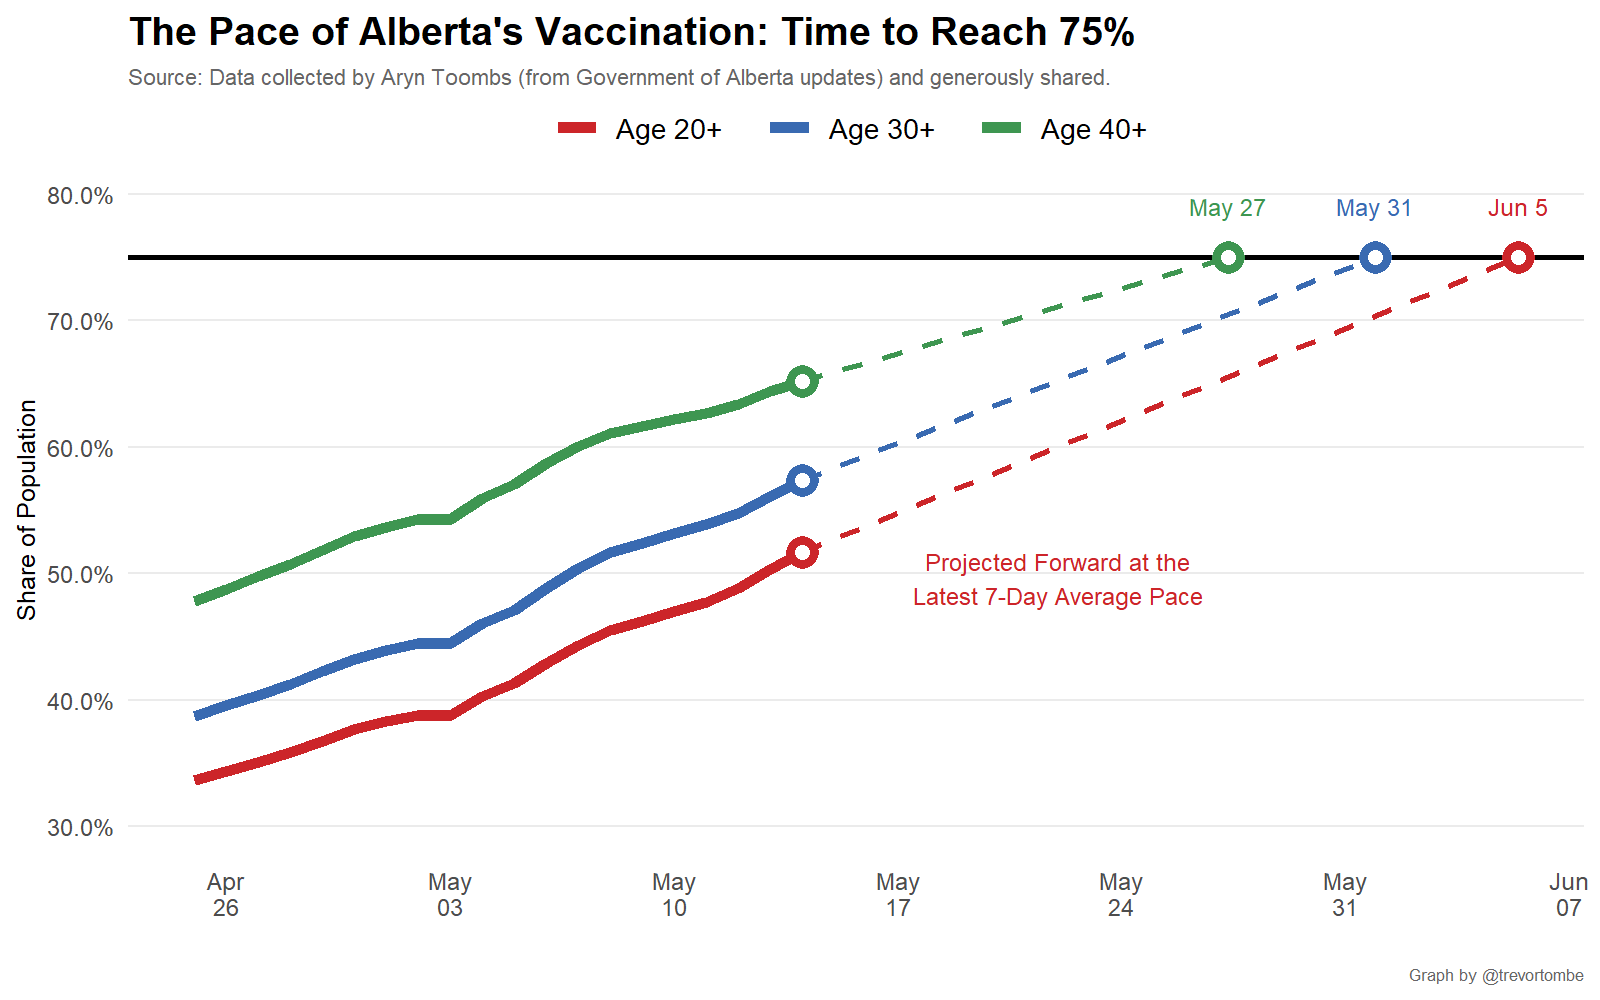 The Pace of Alberta's Vaccination: Time to Reach 75%
Source: Data collected by Aryn Toombs (from Government of Alberta updates) and generously shared.
Age 20+ Age 30+ Age 40+
80.0%
May 27 May 31 Jun 5
70.0%
60.0%
Share of Population
50.0%
Projected Forward at the
Latest 7-Day Average Pace
40.0%
30.0%
Apr May May May May May Jun
26 03 10 17 24 31 07
Graph by @trevortombe